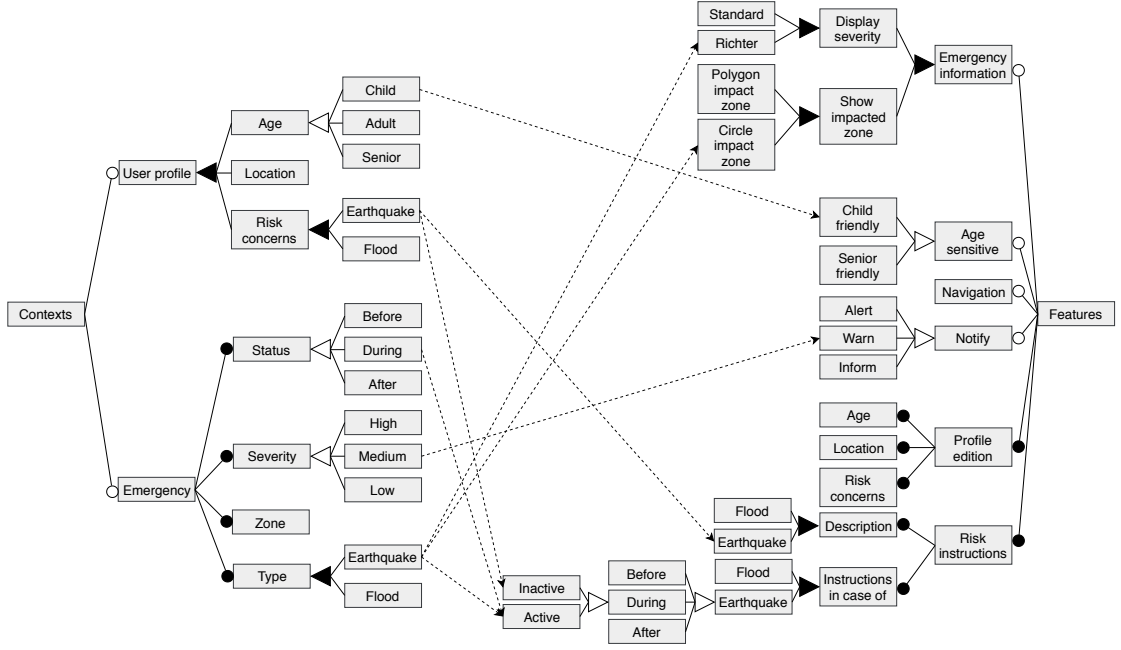 Contexts
User profile
Age
Child
Adult
Senior
Location
Risk
concerns
Earthquake
Flood
Emergency
Status
Before
During
After
Severity
High
Medium
Low
Zone
Type
Earthquake
Flood
Standard
Richter
Display
severity
Polygon
impact
zone
Circle
impact
zone
Show
impacted
zone
Emergency
information
Child
friendly
Senior
friendly
Age
sensitive
Navigation
Alert
Warn
Inform
Notify
Features
Age
Location
Risk
concerns
Profile
edition
Flood
Earthquake
Description
Risk
instructions
Inactive
Active
Before
During
After
Flood
Earthquake
Instructions
in case of